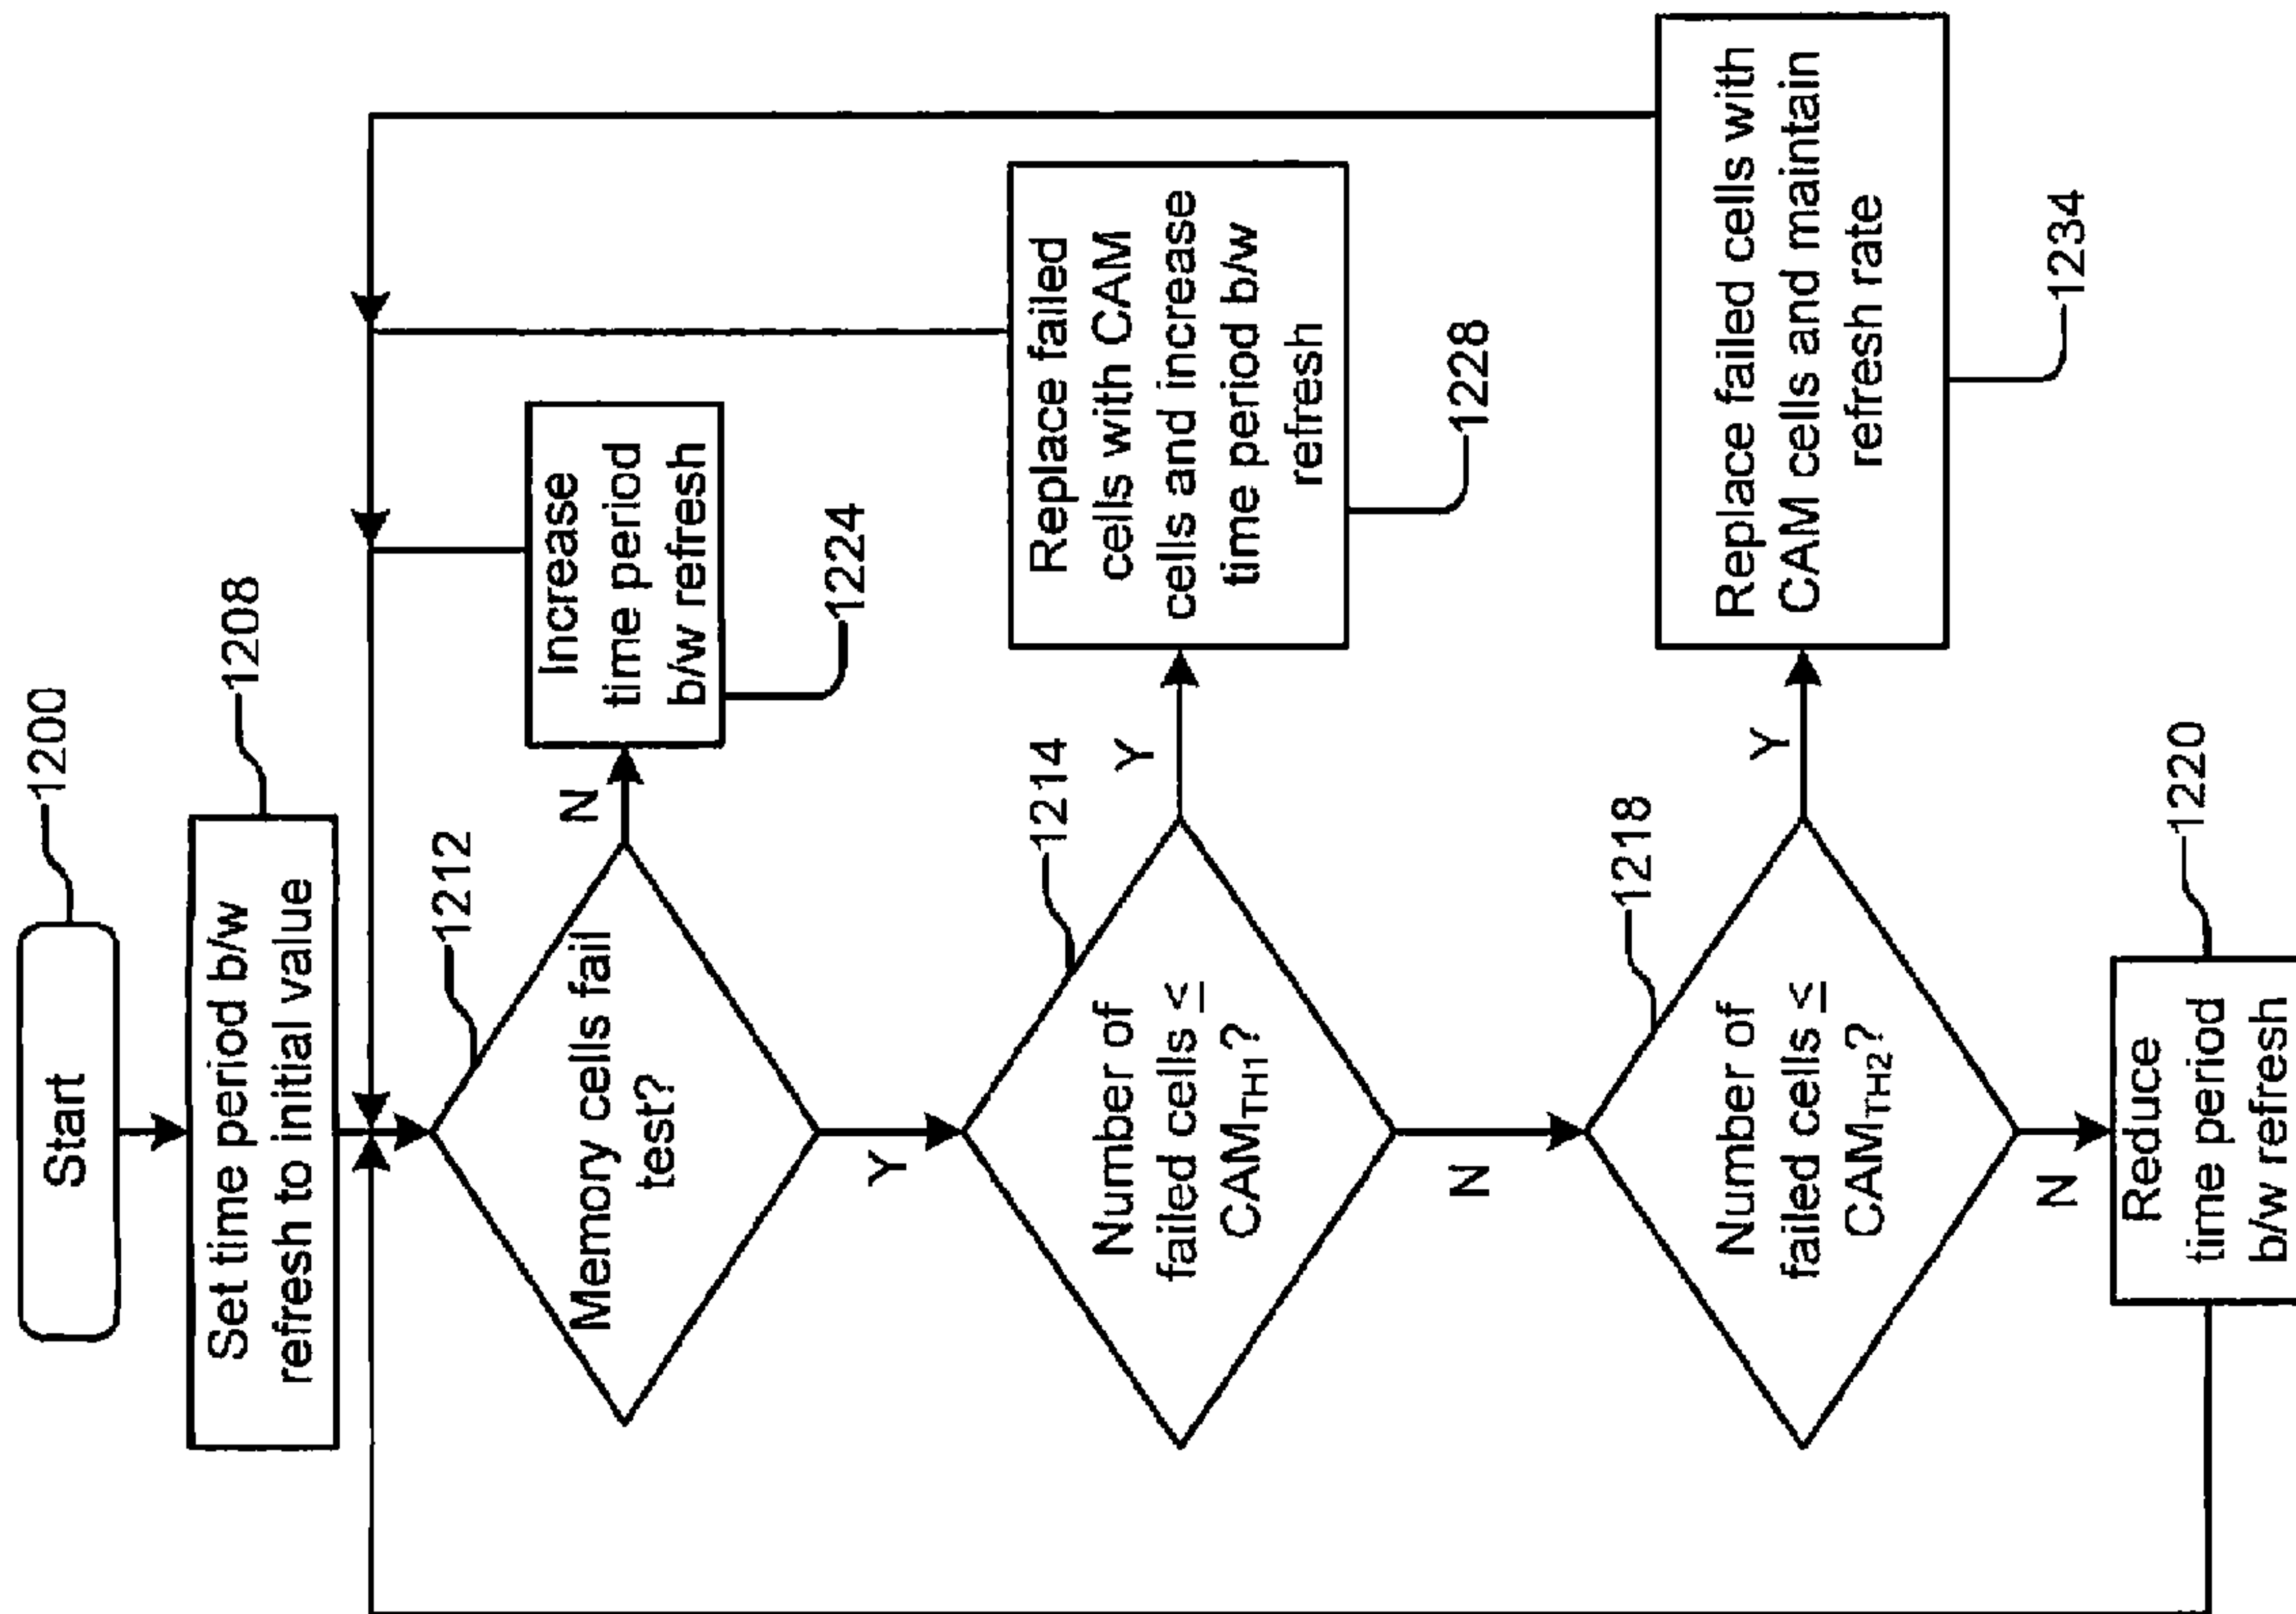 Start
1200
Set time period b/w
refresh to initial value
1208
Memory cells fail
test?
1212
N
Increase
time period
b/w refresh
1224
Y
Number of
failed cells ≤
CAMTH1?
1214
Y
Replace failed
cells with CAM
cells and increase
time period b/w
refresh
1228
N
Number of
failed cells ≤
CAMTH2?
1218
Y
Replace failed cells with
CAM cells and maintain
refresh rate
1234
N
Reduce
time period
b/w refresh
1220